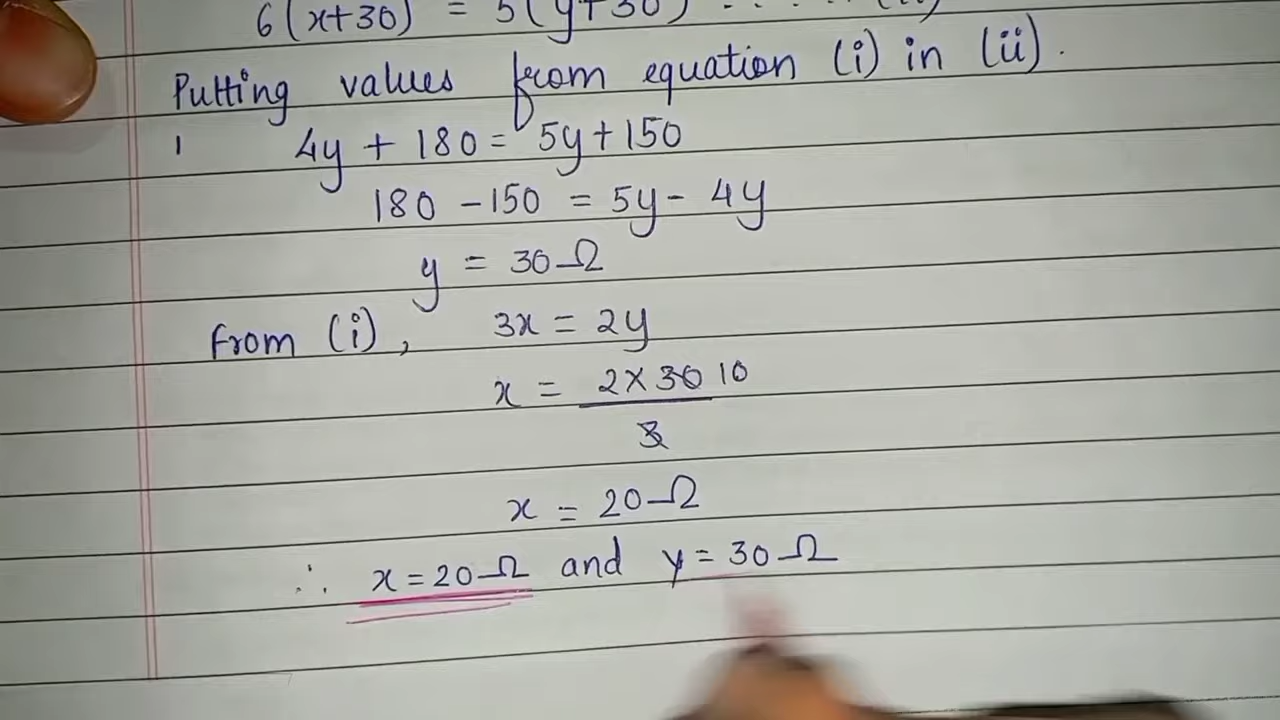 6(x+30) = 5(y+30) . . . . . (ii)
Putting values from equation (i) in (ii).
4y + 180 = 5y + 150
180 - 150 = 5y - 4y
y = 30 Ω
From (i), 3x = 2y
x = 2 × 30 10
3
x = 20 Ω
∴ x = 20 Ω and y = 30 Ω